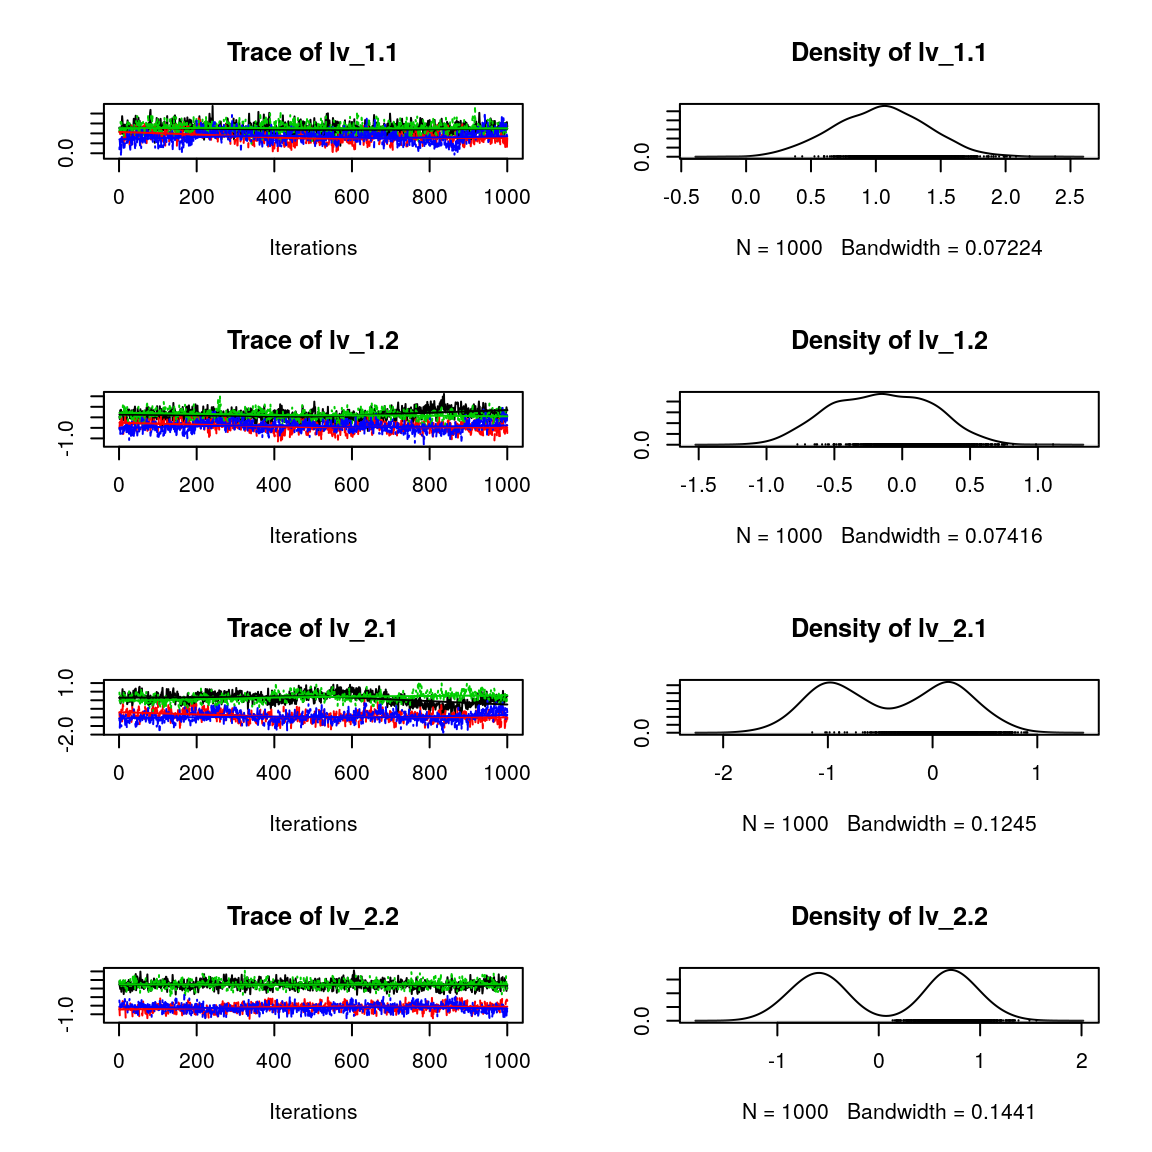 Trace of lv_1.1
Density of lv_1.1
0.0
0.0
0 200 400 600 800 1000
-0.5 0.0 0.5 1.0 1.5 2.0 2.5
Iterations
N = 1000 Bandwidth = 0.07224
Trace of lv_1.2
Density of lv_1.2
-1.0
0.0
0 200 400 600 800 1000
-1.5 -1.0 -0.5 0.0 0.5 1.0
Iterations
N = 1000 Bandwidth = 0.07416
Trace of lv_2.1
Density of lv_2.1
-2.0 1.0
0.0
0 200 400 600 800 1000
-2 -1 0 1
Iterations
N = 1000 Bandwidth = 0.1245
Trace of lv_2.2
Density of lv_2.2
-1.0
0.0
0 200 400 600 800 1000
-1 0 1 2
Iterations
N = 1000 Bandwidth = 0.1441